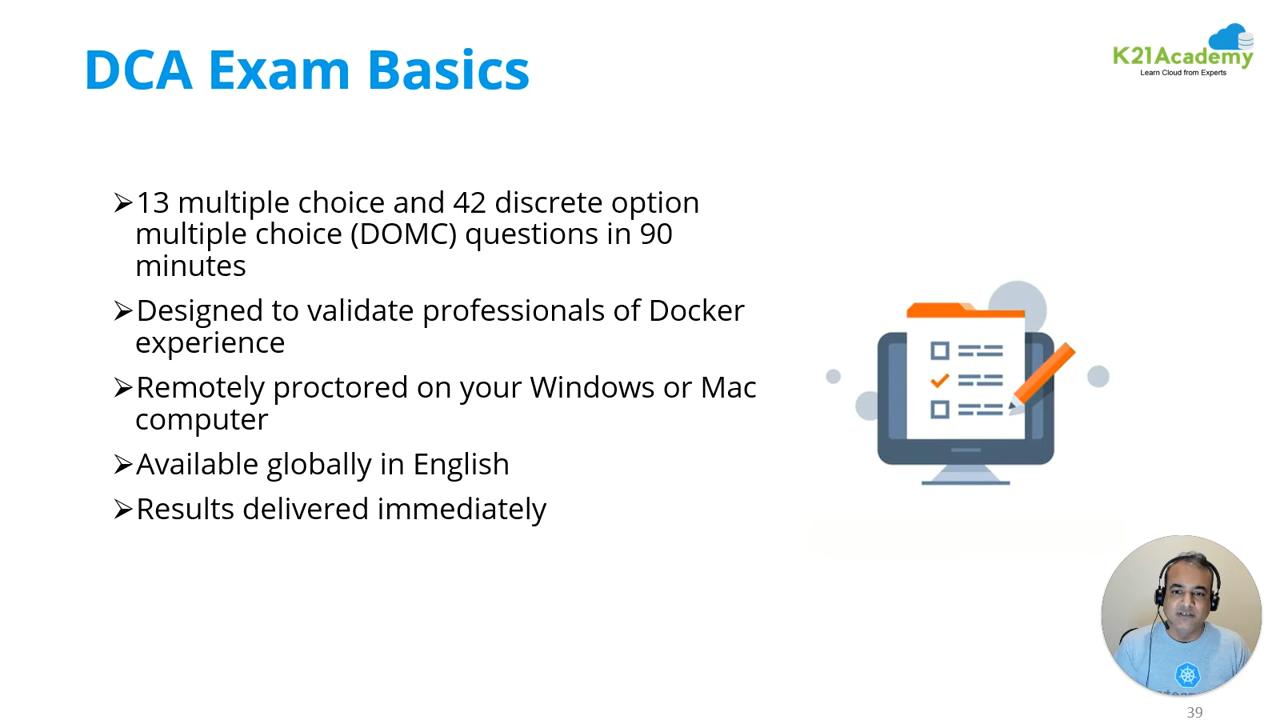 DCA Exam Basics
K21Academy
Learn Cloud from Experts
➢13 multiple choice and 42 discrete option
multiple choice (DOMC) questions in 90
minutes
➢Designed to validate professionals of Docker
experience
➢Remotely proctored on your Windows or Mac
computer
➢Available globally in English
➢Results delivered immediately
39